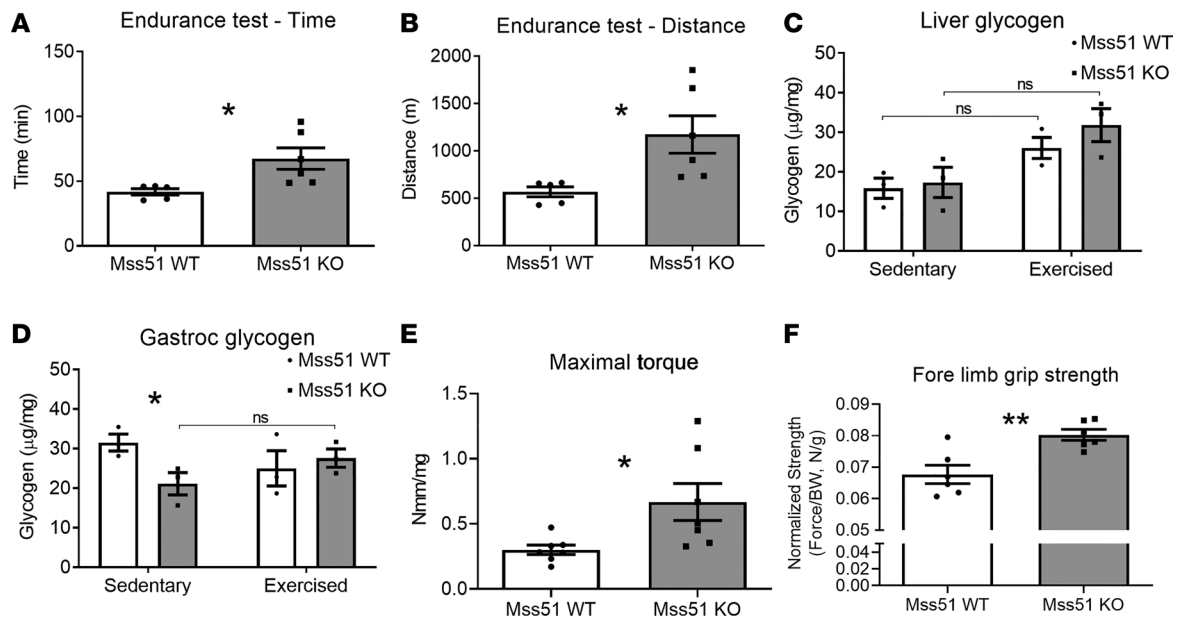 A
Endurance test - Time
Time (min)
150
100
50
0
*
Mss51 WT
Mss51 KO
B
Endurance test - Distance
Distance (m)
2000
1500
1000
500
0
*
Mss51 WT
Mss51 KO
C
Liver glycogen
Mss51 WT
Mss51 KO
Glycogen (μg/mg)
50
40
30
20
10
0
ns
ns
Sedentary
Exercised
D
Gastroc glycogen
Mss51 WT
Mss51 KO
Glycogen (μg/mg)
50
40
30
20
10
0
*
ns
Sedentary
Exercised
E
Maximal torque
Nmm/mg
1.5
1.0
0.5
0.0
*
Mss51 WT
Mss51 KO
F
Fore limb grip strength
Normalized Strength
(Force/BW, N/g)
0.09
0.08
0.07
0.06
0.05
0.04
0.02
0.00
**
Mss51 WT
Mss51 KO